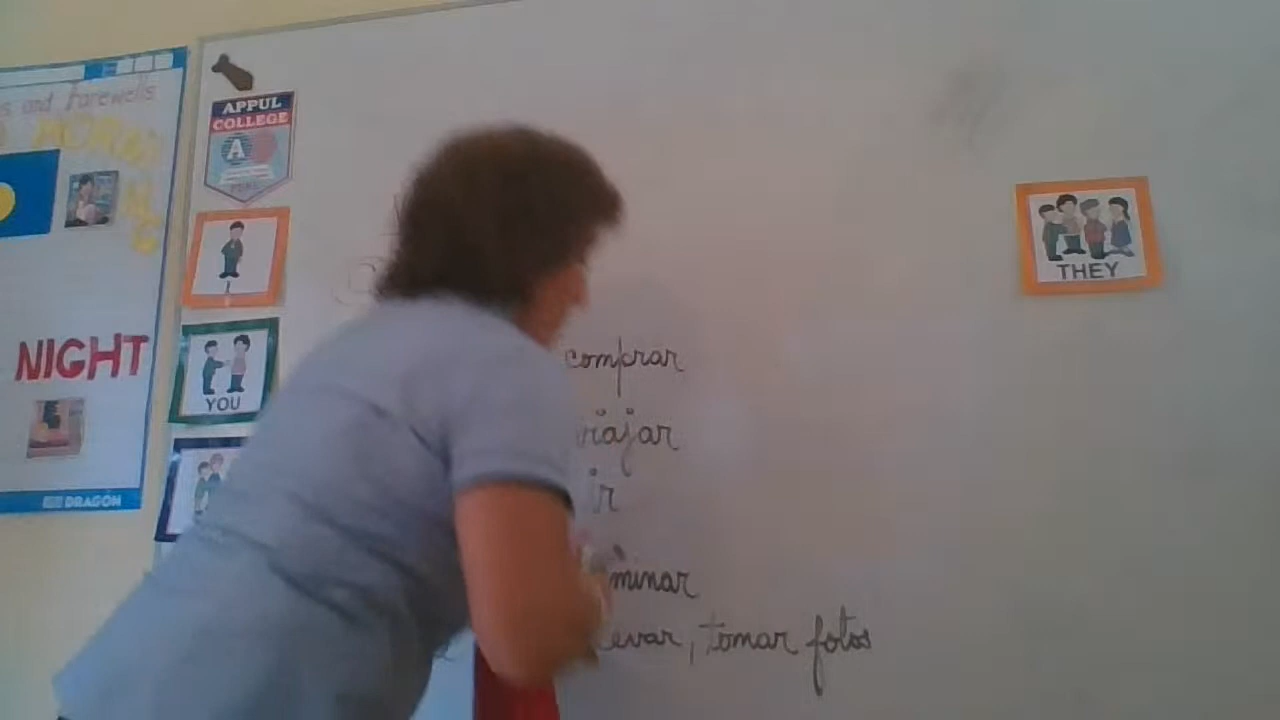 and Farewells
NIGHT
DRAGON
APPUL
COLLEGE
A
I
YOU
THEY
comprar
viajar
ir
minar
evar, tomar fotos